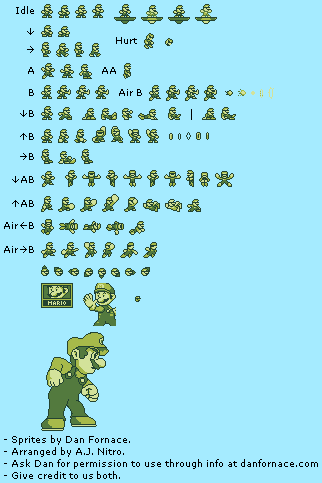 Idle
↓
Hurt
→
A AA
B Air B
↓B
↑B
→B
↓AB
↑AB
Air←B
Air→B
MARIO
- Sprites by Dan Fornace.
- Arranged by A.J. Nitro.
- Ask Dan for permission to use through info at danfornace.com
- Give credit to us both.